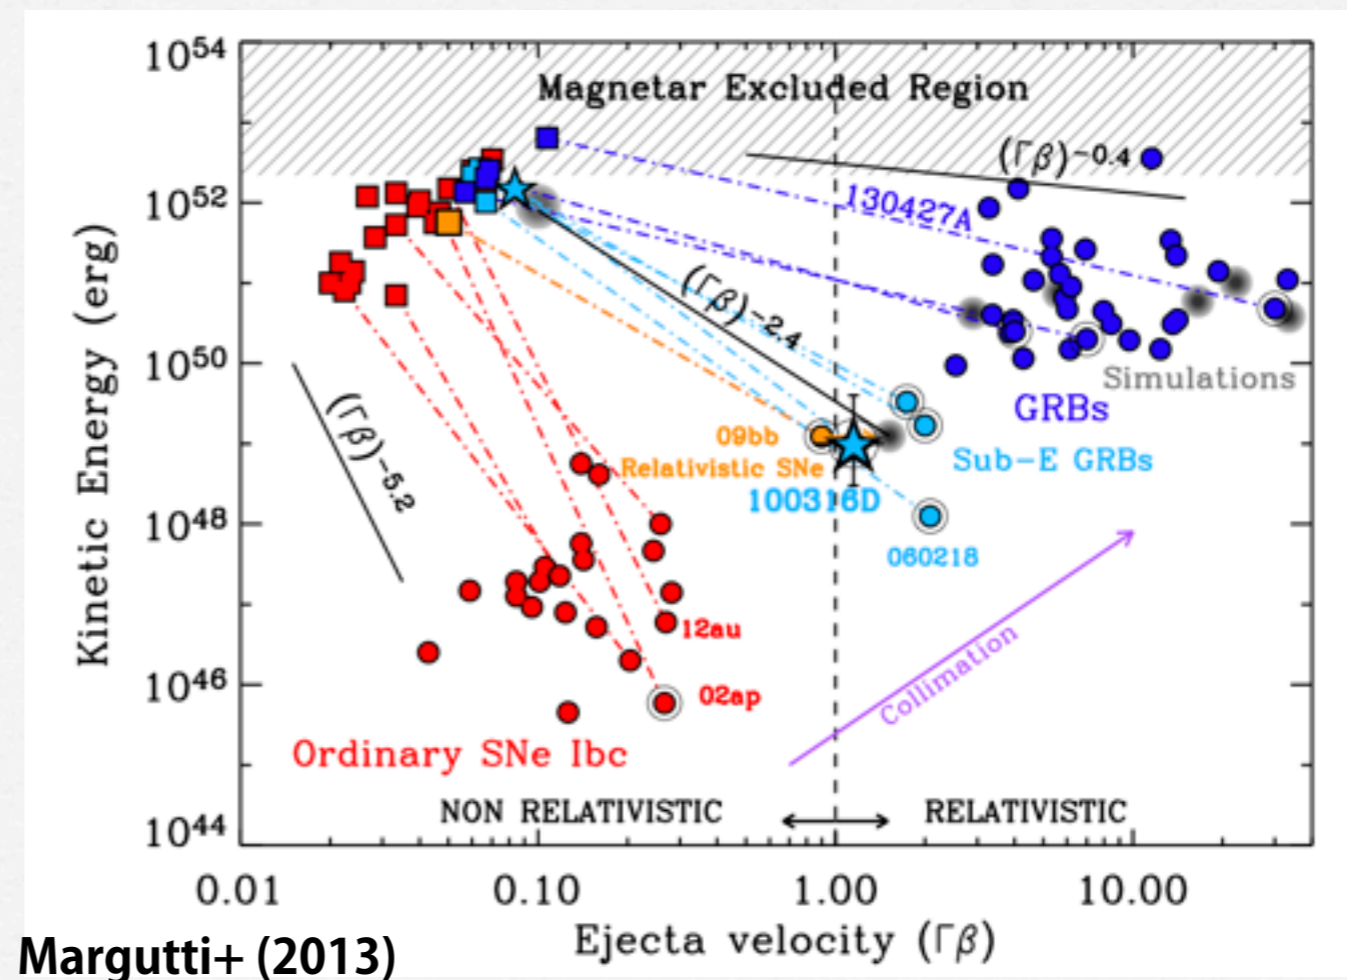 10^54
Magnetar Excluded Region
(Γβ)^-0.4
10^52
130427A
(Γβ)^-2.4
10^50
Simulations
GRBs
(Γβ)^-5.2
09bb
Relativistic SNe
Sub-E GRBs
100316D
10^48
060218
12au
10^46
02ap
Collimation
Ordinary SNe Ibc
NON RELATIVISTIC
RELATIVISTIC
10^44
Kinetic Energy (erg)
0.01 0.10 1.00 10.00
Ejecta velocity (Γβ)
Margutti+ (2013)